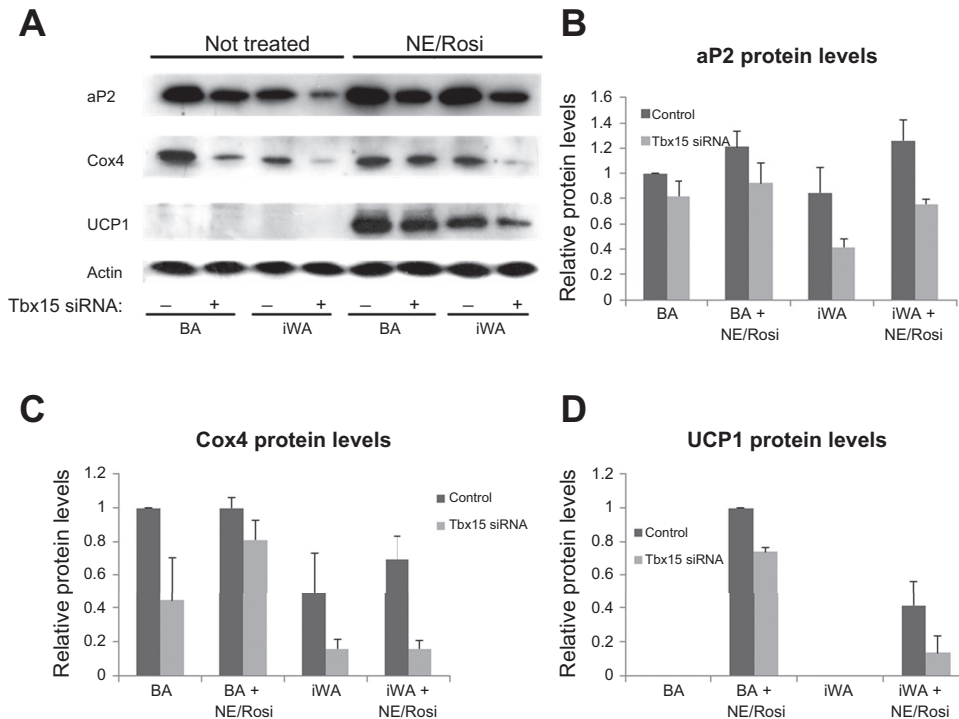 A
Not treated
NE/Rosi
aP2
Cox4
UCP1
Actin
Tbx15 siRNA: – + – + – + – +
BA iWA BA iWA
B
aP2 protein levels
Relative protein levels
1.6
1.4
1.2
1
0.8
0.6
0.4
0.2
0
Control
Tbx15 siRNA
BA BA + iWA iWA +
NE/Rosi NE/Rosi
C
Cox4 protein levels
Relative protein levels
1.2
1
0.8
0.6
0.4
0.2
0
Control
Tbx15 siRNA
BA BA + iWA iWA +
NE/Rosi NE/Rosi
D
UCP1 protein levels
Relative protein levels
1.2
1
0.8
0.6
0.4
0.2
0
Control
Tbx15 siRNA
BA BA + iWA iWA +
NE/Rosi NE/Rosi